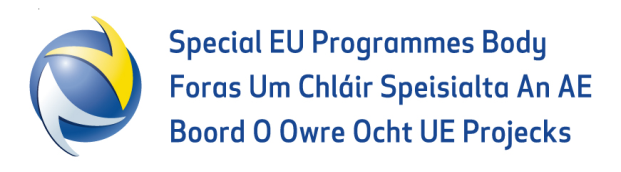 Special EU Programmes Body
Foras Um Chláir Speisialta An AE
Boord O Owre Ocht UE Projecks